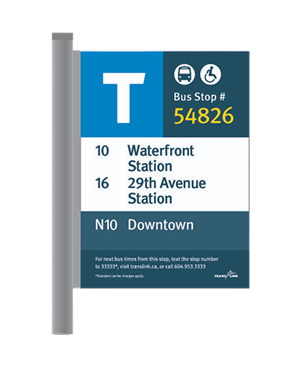 T
Bus Stop #
54826
10 Waterfront
Station
16 29th Avenue
Station
N10 Downtown
For next bus times from this stop, text the stop number
to 33333*, visit translink.ca, or call 604.953.3333
*Standard carrier charges apply
TRANSLINK